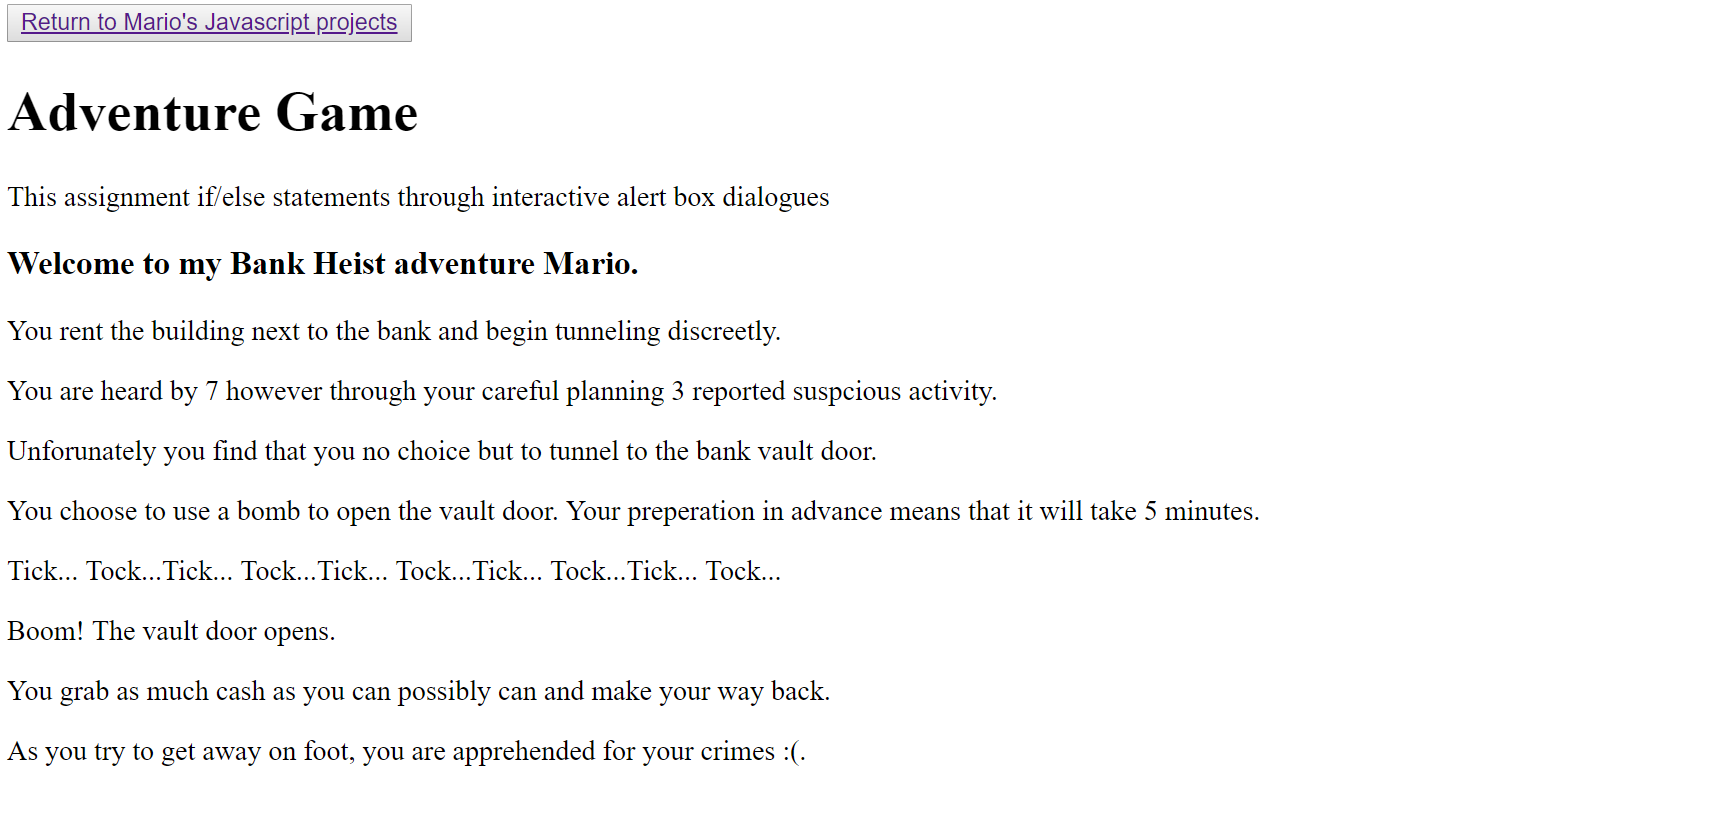 Return to Mario's Javascript projects
Adventure Game
This assignment if/else statements through interactive alert box dialogues
Welcome to my Bank Heist adventure Mario.
You rent the building next to the bank and begin tunneling discreetly.
You are heard by 7 however through your careful planning 3 reported suspcious activity.
Unforunately you find that you no choice but to tunnel to the bank vault door.
You choose to use a bomb to open the vault door. Your preperation in advance means that it will take 5 minutes.
Tick... Tock...Tick... Tock...Tick... Tock...Tick... Tock...Tick... Tock...
Boom! The vault door opens.
You grab as much cash as you can possibly can and make your way back.
As you try to get away on foot, you are apprehended for your crimes :(.